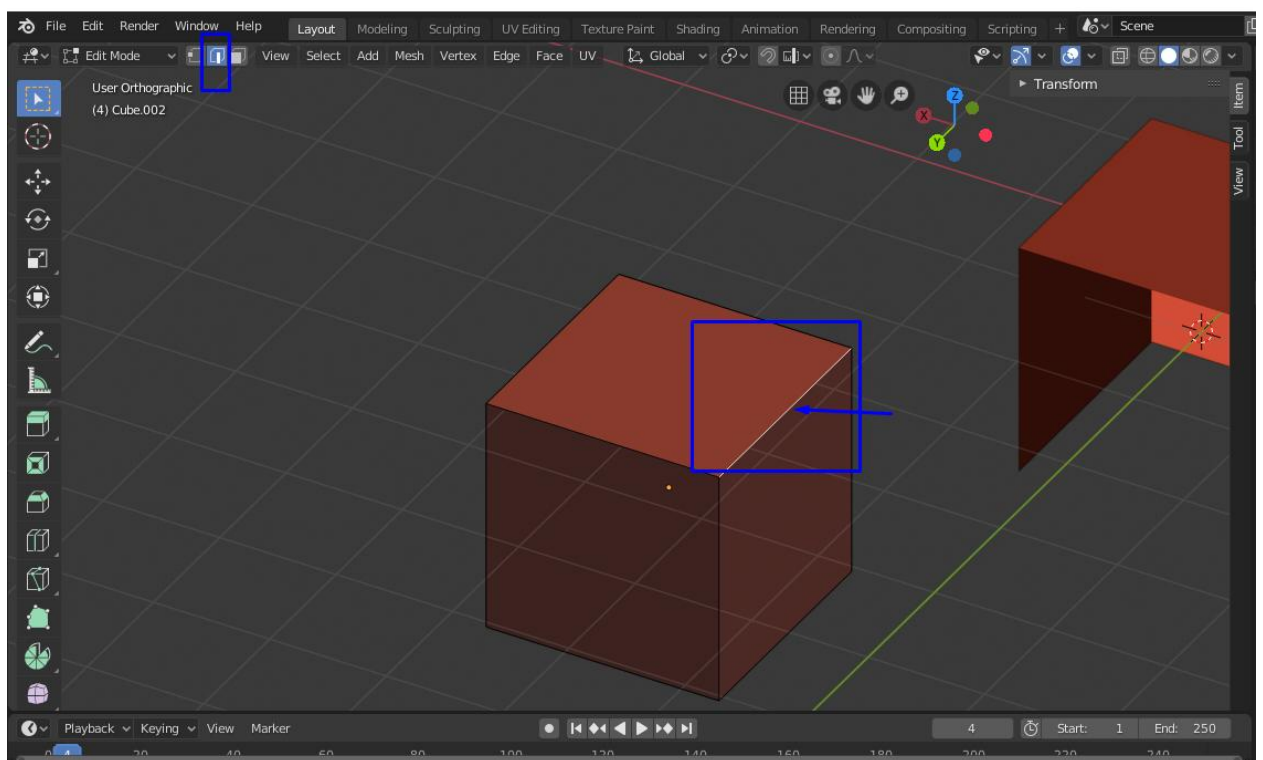 File Edit Render Window Help Layout Modeling Sculpting UV Editing Texture Paint Shading Animation Rendering Compositing Scripting + Scene
Edit Mode View Select Add Mesh Vertex Edge Face UV Global
User Orthographic
(4) Cube.002
Transform
Item
Tool
View
X
Y
Z
Playback Keying View Marker 4 Start: 1 End: 250
0 4 20 40 60 80 100 120 140 160 180 200 220 240